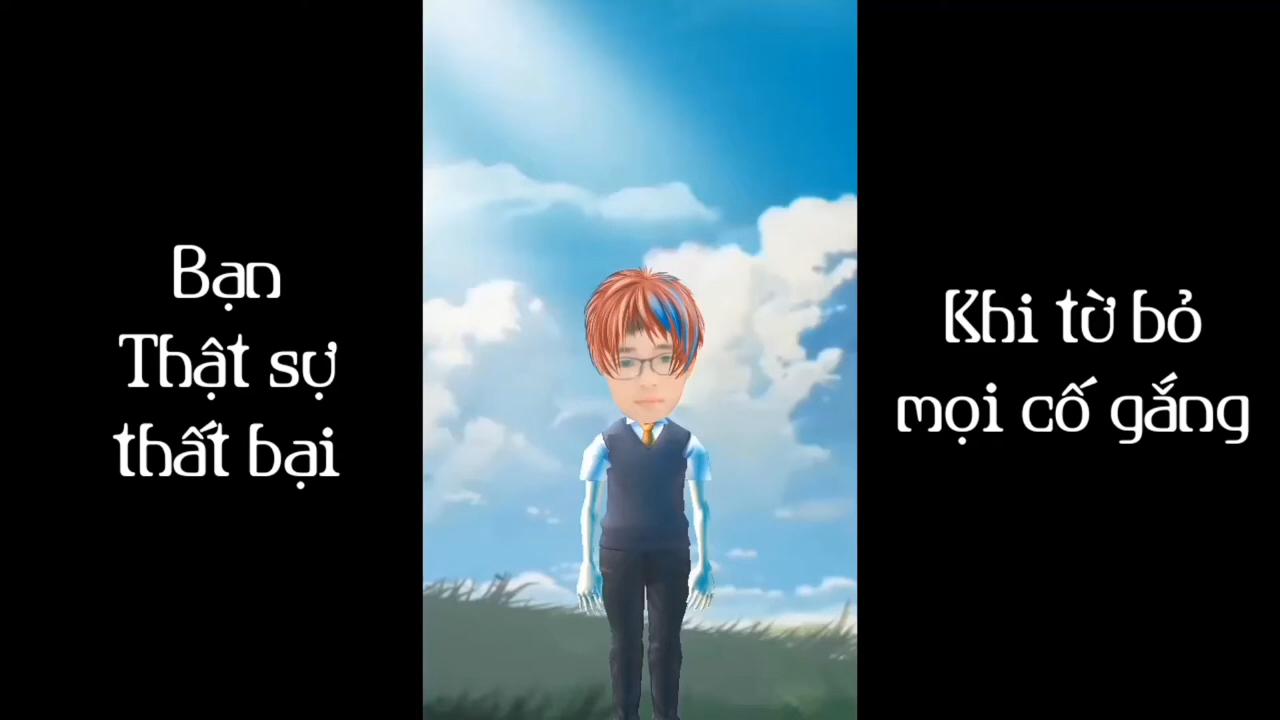 Bạn
Thật sự
thất bại
Khi từ bỏ
mọi cố gắng